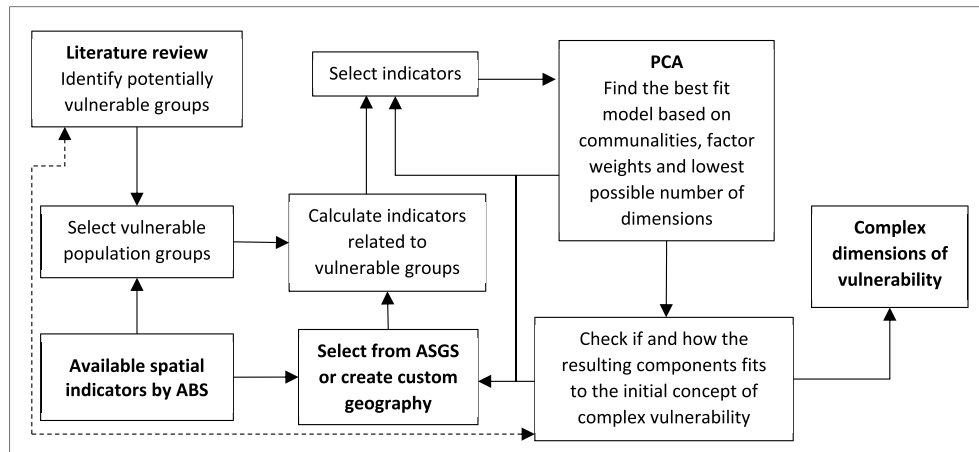 Literature review
Identify potentially
vulnerable groups
Select indicators
PCA
Find the best fit
model based on
communalities, factor
weights and lowest
possible number of
dimensions
Select vulnerable
population groups
Calculate indicators
related to
vulnerable groups
Complex
dimensions of
vulnerability
Available spatial
indicators by ABS
Select from ASGS
or create custom
geography
Check if and how the
resulting components fits
to the initial concept of
complex vulnerability